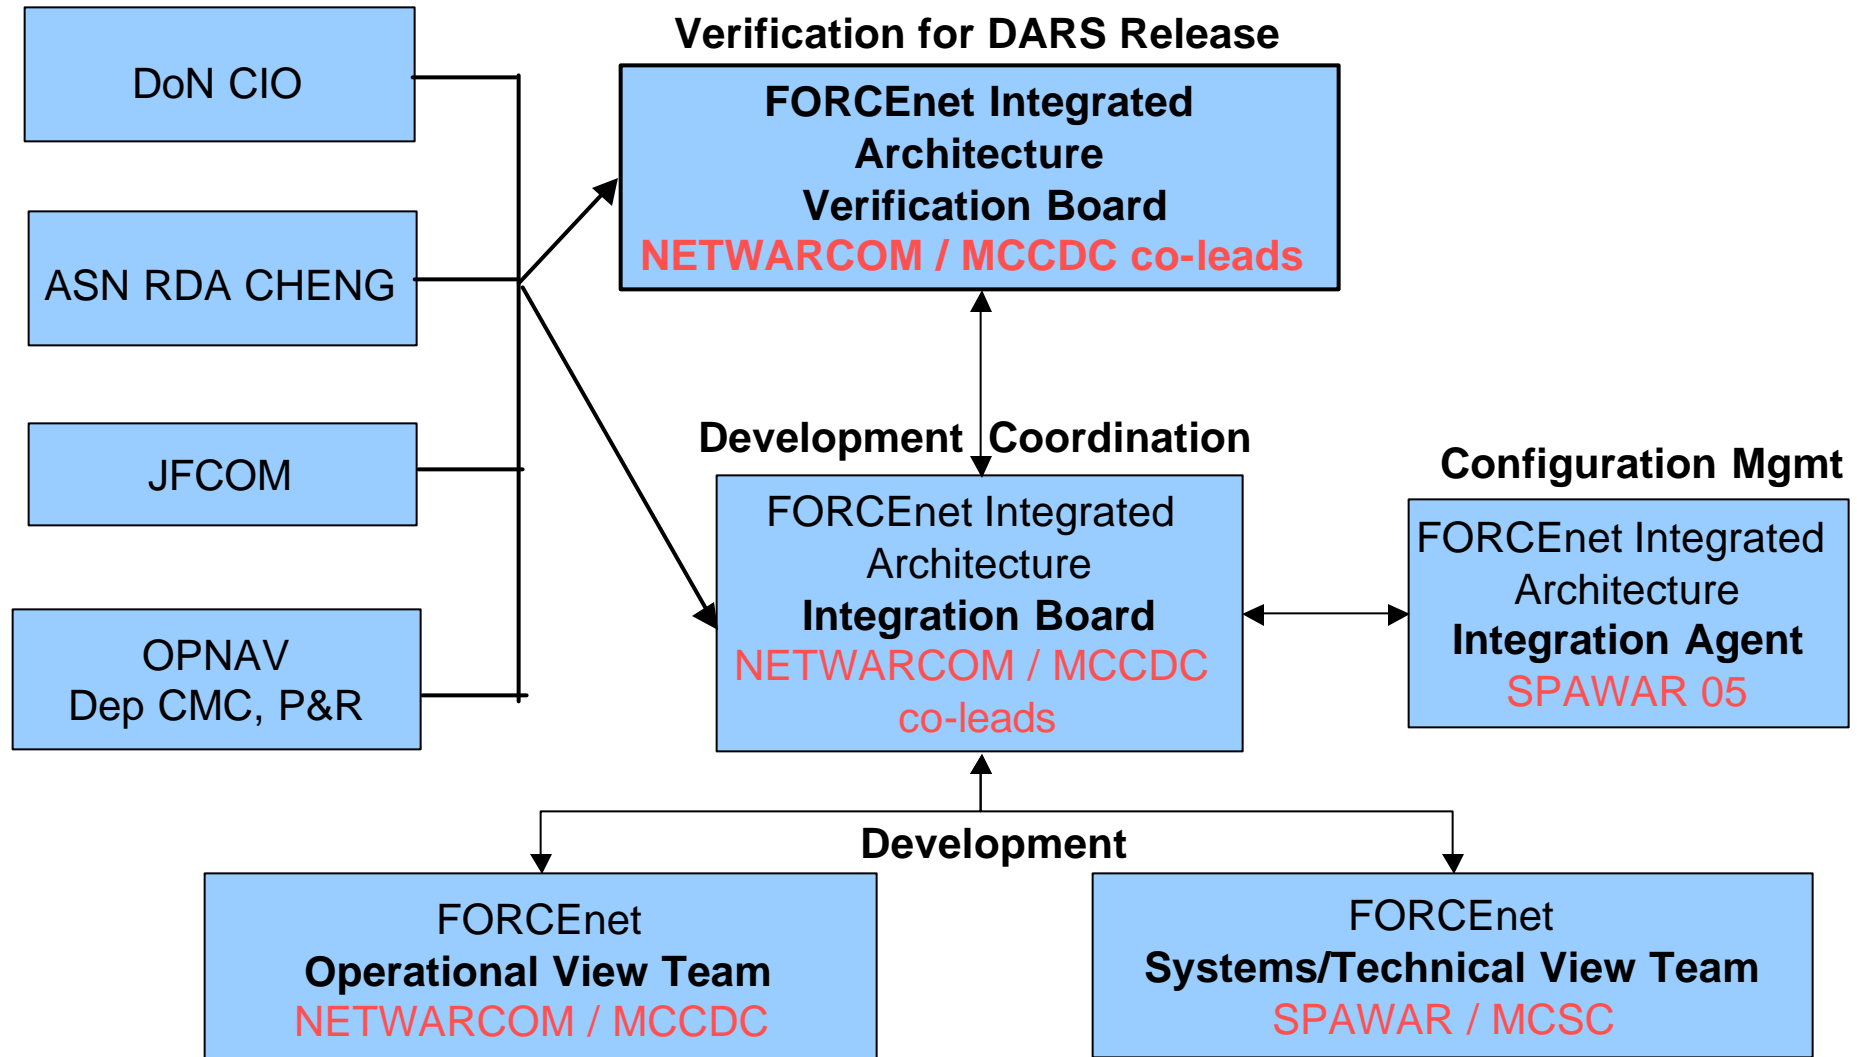 DoN CIO
ASN RDA CHENG
JFCOM
OPNAV
Dep CMC, P&R
Verification for DARS Release
FORCEnet Integrated
Architecture
Verification Board
NETWARCOM / MCCDC co-leads
Development Coordination
FORCEnet Integrated
Architecture
Integration Board
NETWARCOM / MCCDC
co-leads
Configuration Mgmt
FORCEnet Integrated
Architecture
Integration Agent
SPAWAR 05
Development
FORCEnet
Operational View Team
NETWARCOM / MCCDC
FORCEnet
Systems/Technical View Team
SPAWAR / MCSC